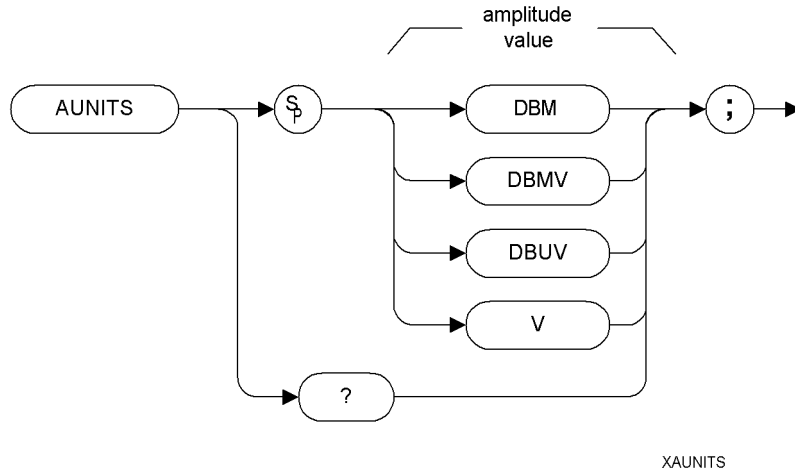 amplitude
value
AUNITS
SP
DBM
;
DBMV
DBUV
V
?
XAUNITS